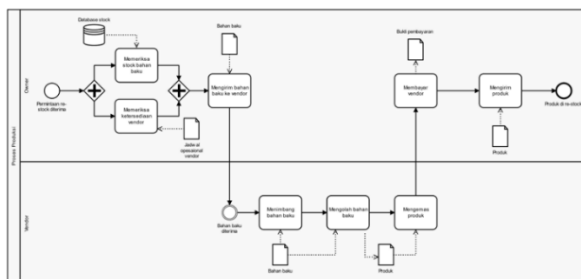 Database stock
Bahan baku
Bukti pembayaran
Memeriksa
stock bahan
baku
Mengirim bahan
baku ke vendor
Membayar
vendor
Mengirim
produk
Permintaan re-
stock diterima
Memeriksa
ketersediaan
vendor
Produk di re-stock
Jadwal
operasional
vendor
Produk
Owner
Proses Produksi
Vendor
Menimbang
bahan baku
Mengolah bahan
baku
Mengemas
produk
Bahan baku
diterima
Bahan baku
Produk